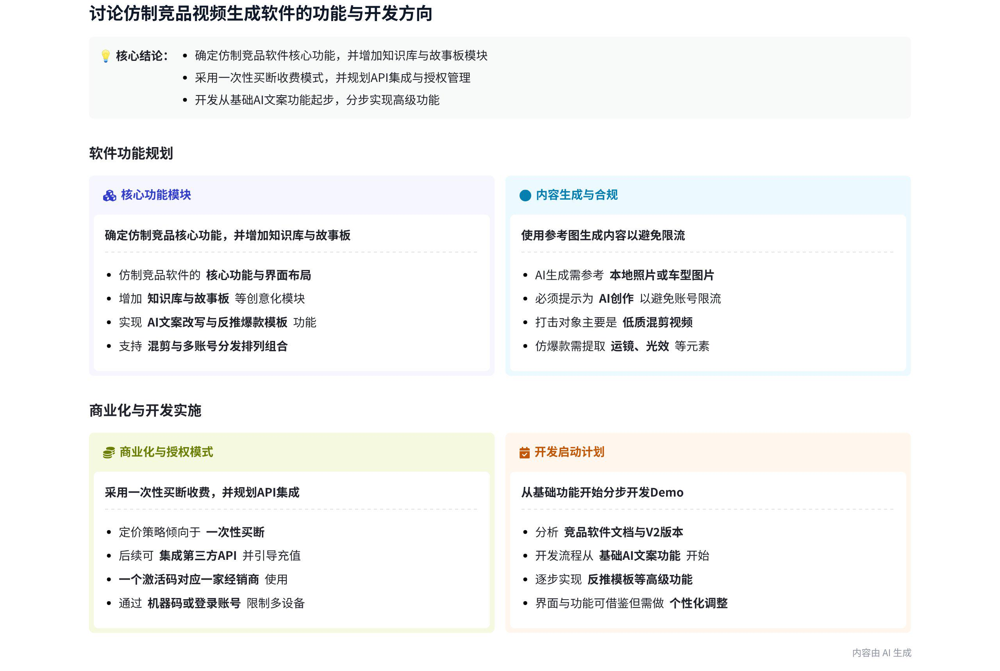 讨论仿制竞品视频生成软件的功能与开发方向
💡 核心结论：
• 确定仿制竞品软件核心功能，并增加知识库与故事板模块
• 采用一次性买断收费模式，并规划API集成与授权管理
• 开发从基础AI文案功能起步，分步实现高级功能
软件功能规划
核心功能模块
确定仿制竞品核心功能，并增加知识库与故事板
• 仿制竞品软件的 核心功能与界面布局
• 增加 知识库与故事板 等创意化模块
• 实现 AI文案改写与反推爆款模板 功能
• 支持 混剪与多账号分发排列组合
内容生成与合规
使用参考图生成内容以避免限流
• AI生成需参考 本地照片或车型图片
• 必须提示为 AI创作 以避免账号限流
• 打击对象主要是 低质混剪视频
• 仿爆款需提取 运镜、光效 等元素
商业化与开发实施
商业化与授权模式
采用一次性买断收费，并规划API集成
• 定价策略倾向于 一次性买断
• 后续可 集成第三方API 并引导充值
• 一个激活码对应一家经销商 使用
• 通过 机器码或登录账号 限制多设备
开发启动计划
从基础功能开始分步开发Demo
• 分析 竞品软件文档与V2版本
• 开发流程从 基础AI文案功能 开始
• 逐步实现 反推模板等高级功能
• 界面与功能可借鉴但需做 个性化调整
内容由 AI 生成